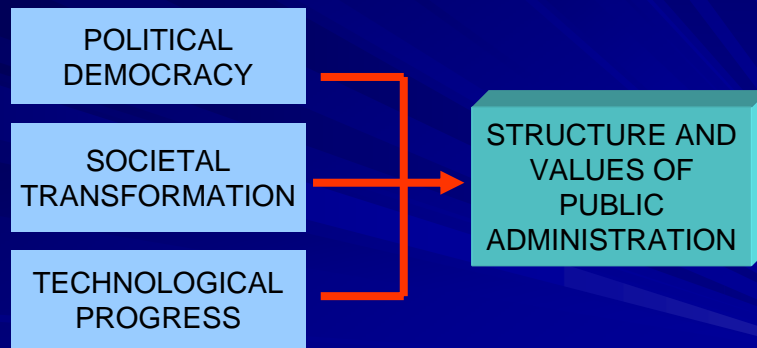 POLITICAL
DEMOCRACY
SOCIETAL
TRANSFORMATION
TECHNOLOGICAL
PROGRESS
STRUCTURE AND
VALUES OF
PUBLIC
ADMINISTRATION